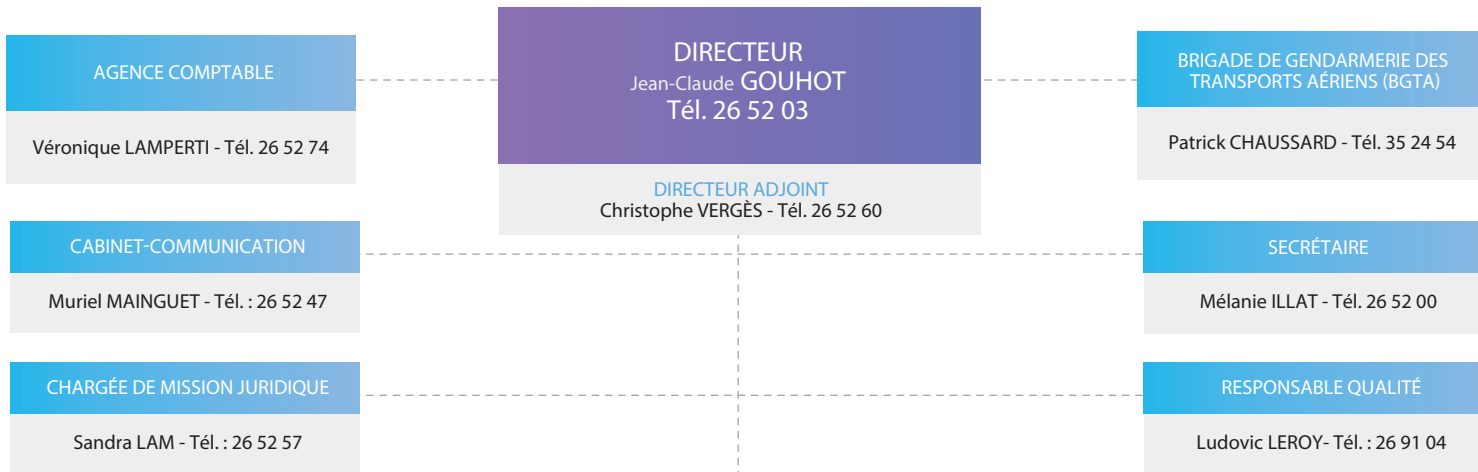 DIRECTEUR
Jean-Claude GOUHOT
Tél. 26 52 03
DIRECTEUR ADJOINT
Christophe VERGÈS - Tél. 26 52 60
AGENCE COMPTABLE
Véronique LAMPERTI - Tél. 26 52 74
BRIGADE DE GENDARMERIE DES
TRANSPORTS AÉRIENS (BGTA)
Patrick CHAUSSARD - Tél. 35 24 54
CABINET-COMMUNICATION
Muriel MAINGUET - Tél. : 26 52 47
SECRÉTAIRE
Mélanie ILLAT - Tél. 26 52 00
CHARGÉE DE MISSION JURIDIQUE
Sandra LAM - Tél. : 26 52 57
RESPONSABLE QUALITÉ
Ludovic LEROY- Tél. : 26 91 04